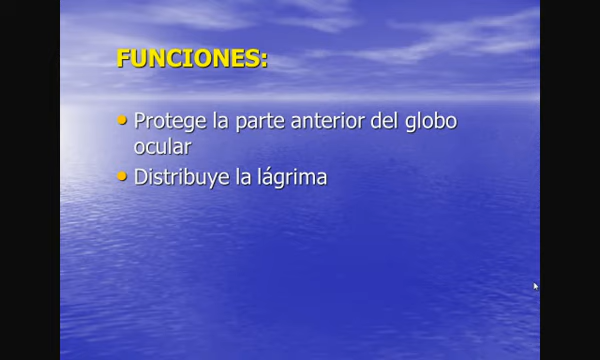 FUNCIONES:
• Protege la parte anterior del globo
ocular
• Distribuye la lágrima